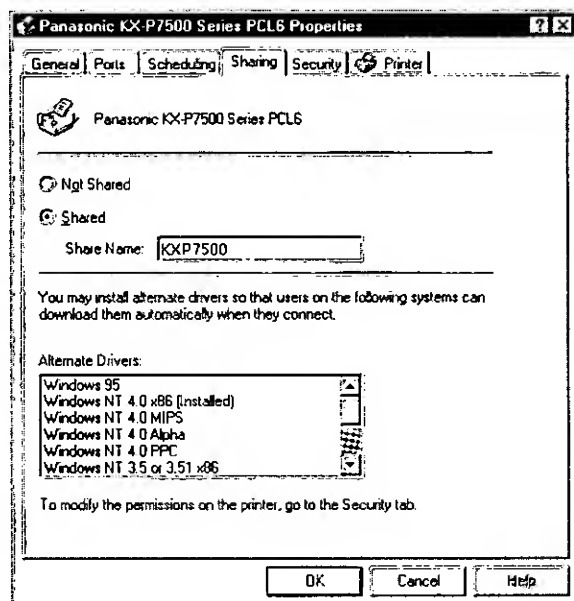 Panasonic KX-P7500 Series PCL6 Properties
General Ports Scheduling Sharing Security Printer
Panasonic KX-P7500 Series PCL6
Not Shared
Shared
Share Name: KXP7500
You may install alternate drivers so that users on the following systems can
download them automatically when they connect.
Alternate Drivers:
Windows 95
Windows NT 4.0 x86 (Installed)
Windows NT 4.0 MIPS
Windows NT 4.0 Alpha
Windows NT 4.0 PPC
Windows NT 3.5 or 3.51 x86
To modify the permissions on the printer, go to the Security tab.
OK Cancel Help